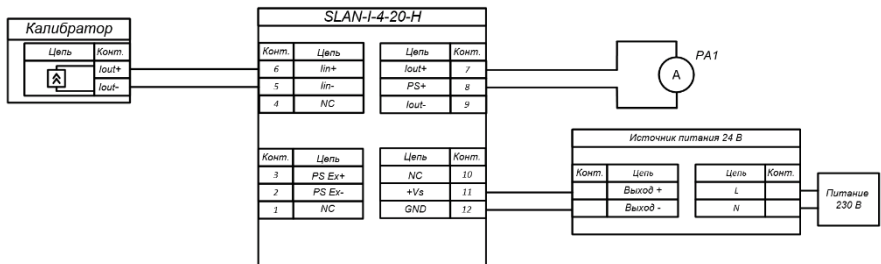 SLAN-I-4-20-H
Калибратор
Цепь Конт.
Iout+
Iout-
Конт. Цепь
6 Iin+
5 Iin-
4 NC
Цепь Конт.
Iout+ 7
PS+ 8
Iout- 9
A
PA1
Конт. Цепь
3 PS Ex+
2 PS Ex-
1 NC
Цепь Конт.
NC 10
+Vs 11
GND 12
Источник питания 24 В
Конт. Цепь
Выход +
Выход -
Цепь Конт.
L
N
Питание
230 В